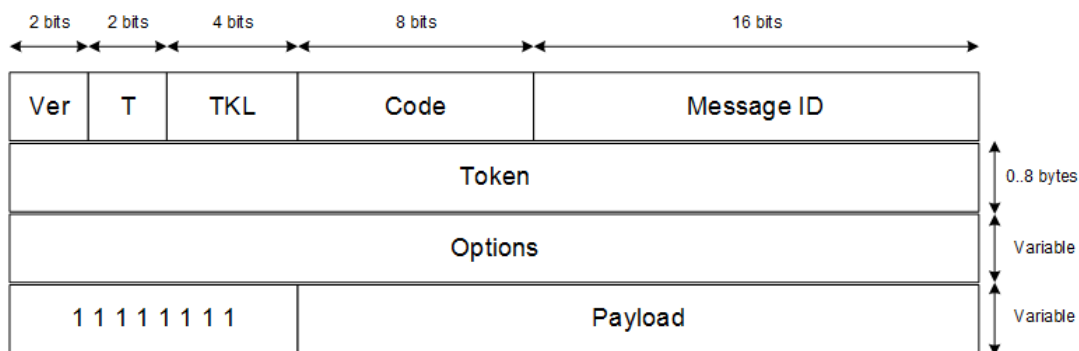 2 bits 2 bits 4 bits 8 bits 16 bits
Ver T TKL Code Message ID
Token 0..8 bytes
Options Variable
1 1 1 1 1 1 1 1 Payload Variable